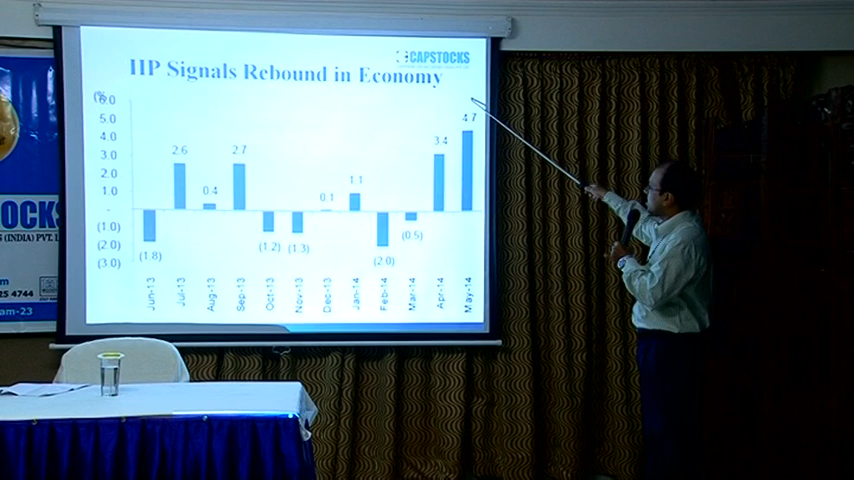 CAPSTOCKS
IIP Signals Rebound in Economy
(%
6.0
5.0
4.0
3.0
2.0
1.0
-
(1.0)
(2.0)
(3.0)
(1.8)
2.6
0.4
2.7
(1.2)
(1.3)
0.1
1.1
(2.0)
(0.5)
3.4
4.7
Jun-13
Jul-13
Aug-13
Sep-13
Oct-13
Nov-13
Dec-13
Jan-14
Feb-14
Mar-14
Apr-14
May-14
OCKS
(INDIA) PVT. L
m
25 4744
am-23